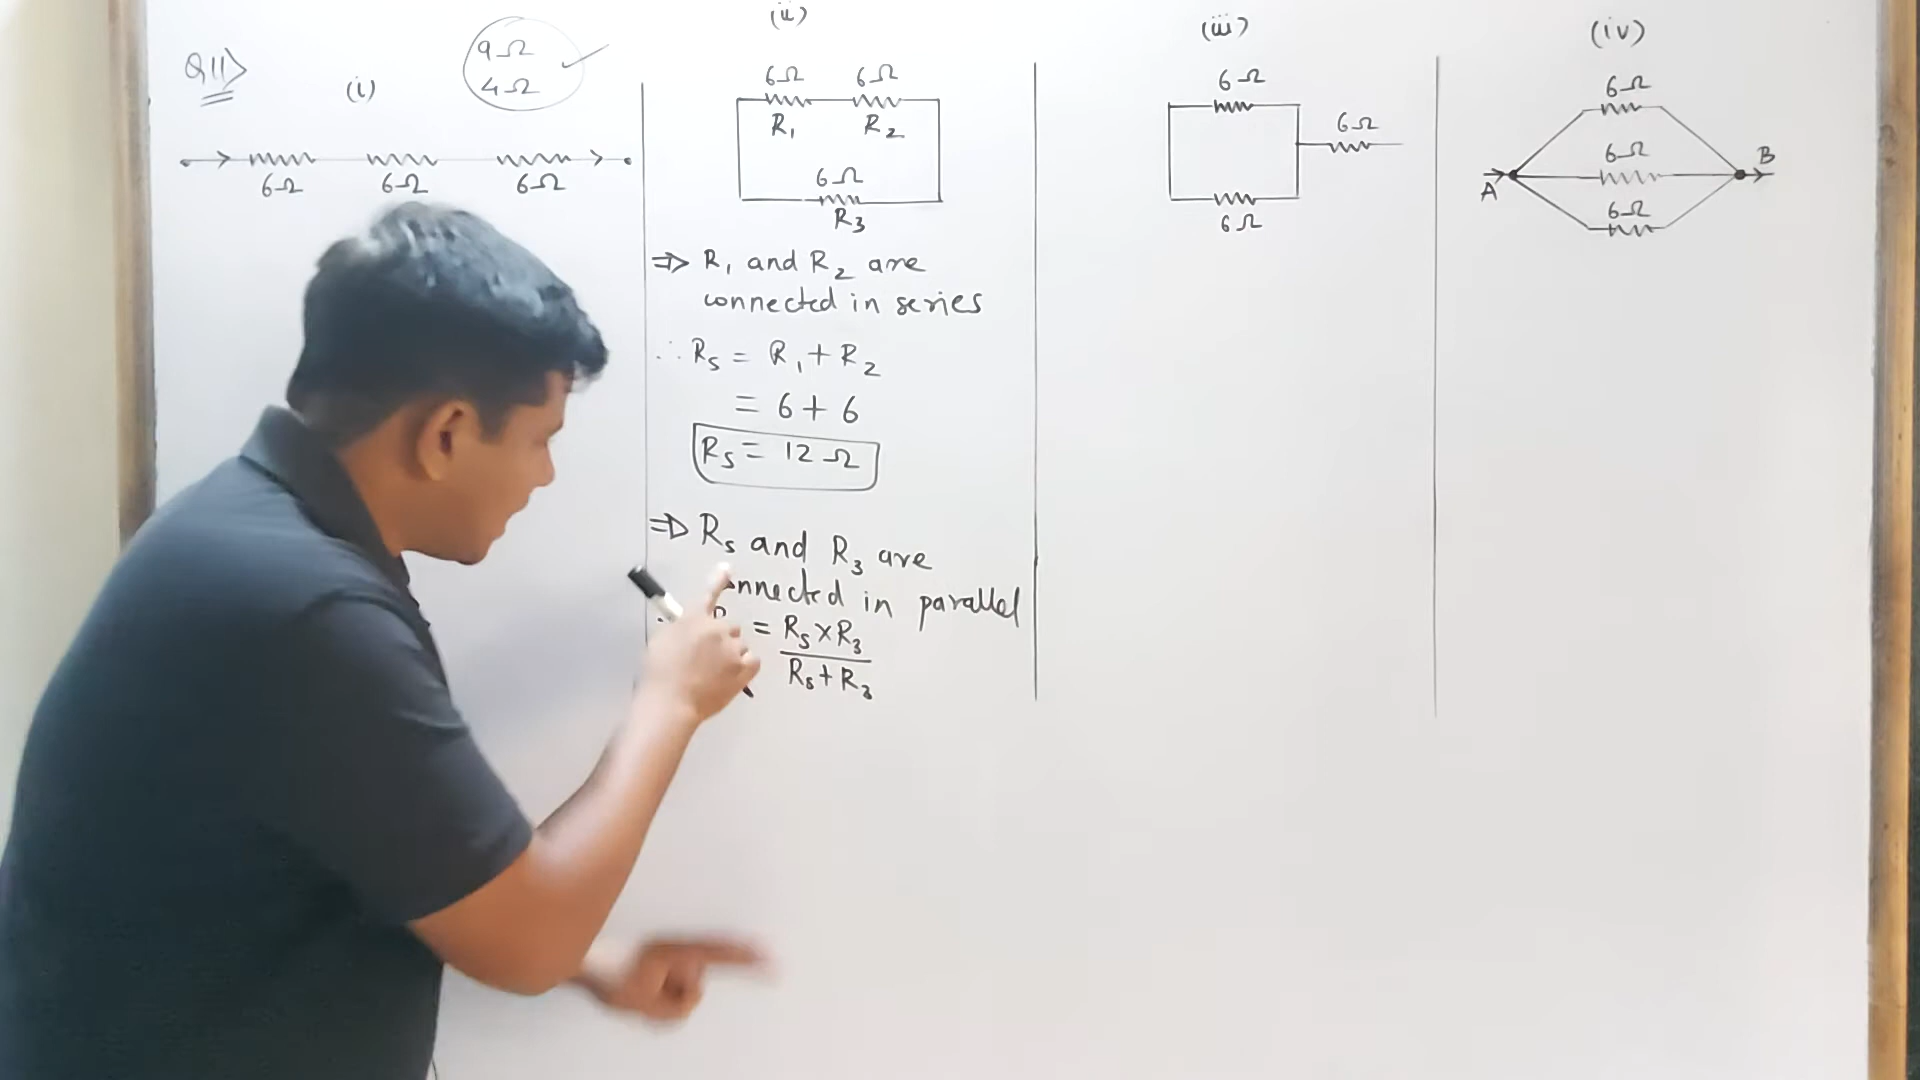 Q11>
(i)
9Ω
4Ω
6Ω 6Ω 6Ω
(ii)
6Ω 6Ω
R₁ R₂
6Ω
R₃
⇒ R₁ and R₂ are
connected in series
∴ Rs = R₁ + R₂
= 6 + 6
Rs = 12 Ω
⇒ Rs and R₃ are
in parallel
= Rs × R₃
Rs + R₃
(iii)
6Ω
6Ω
6Ω
(iv)
6Ω
6Ω
A B
6Ω